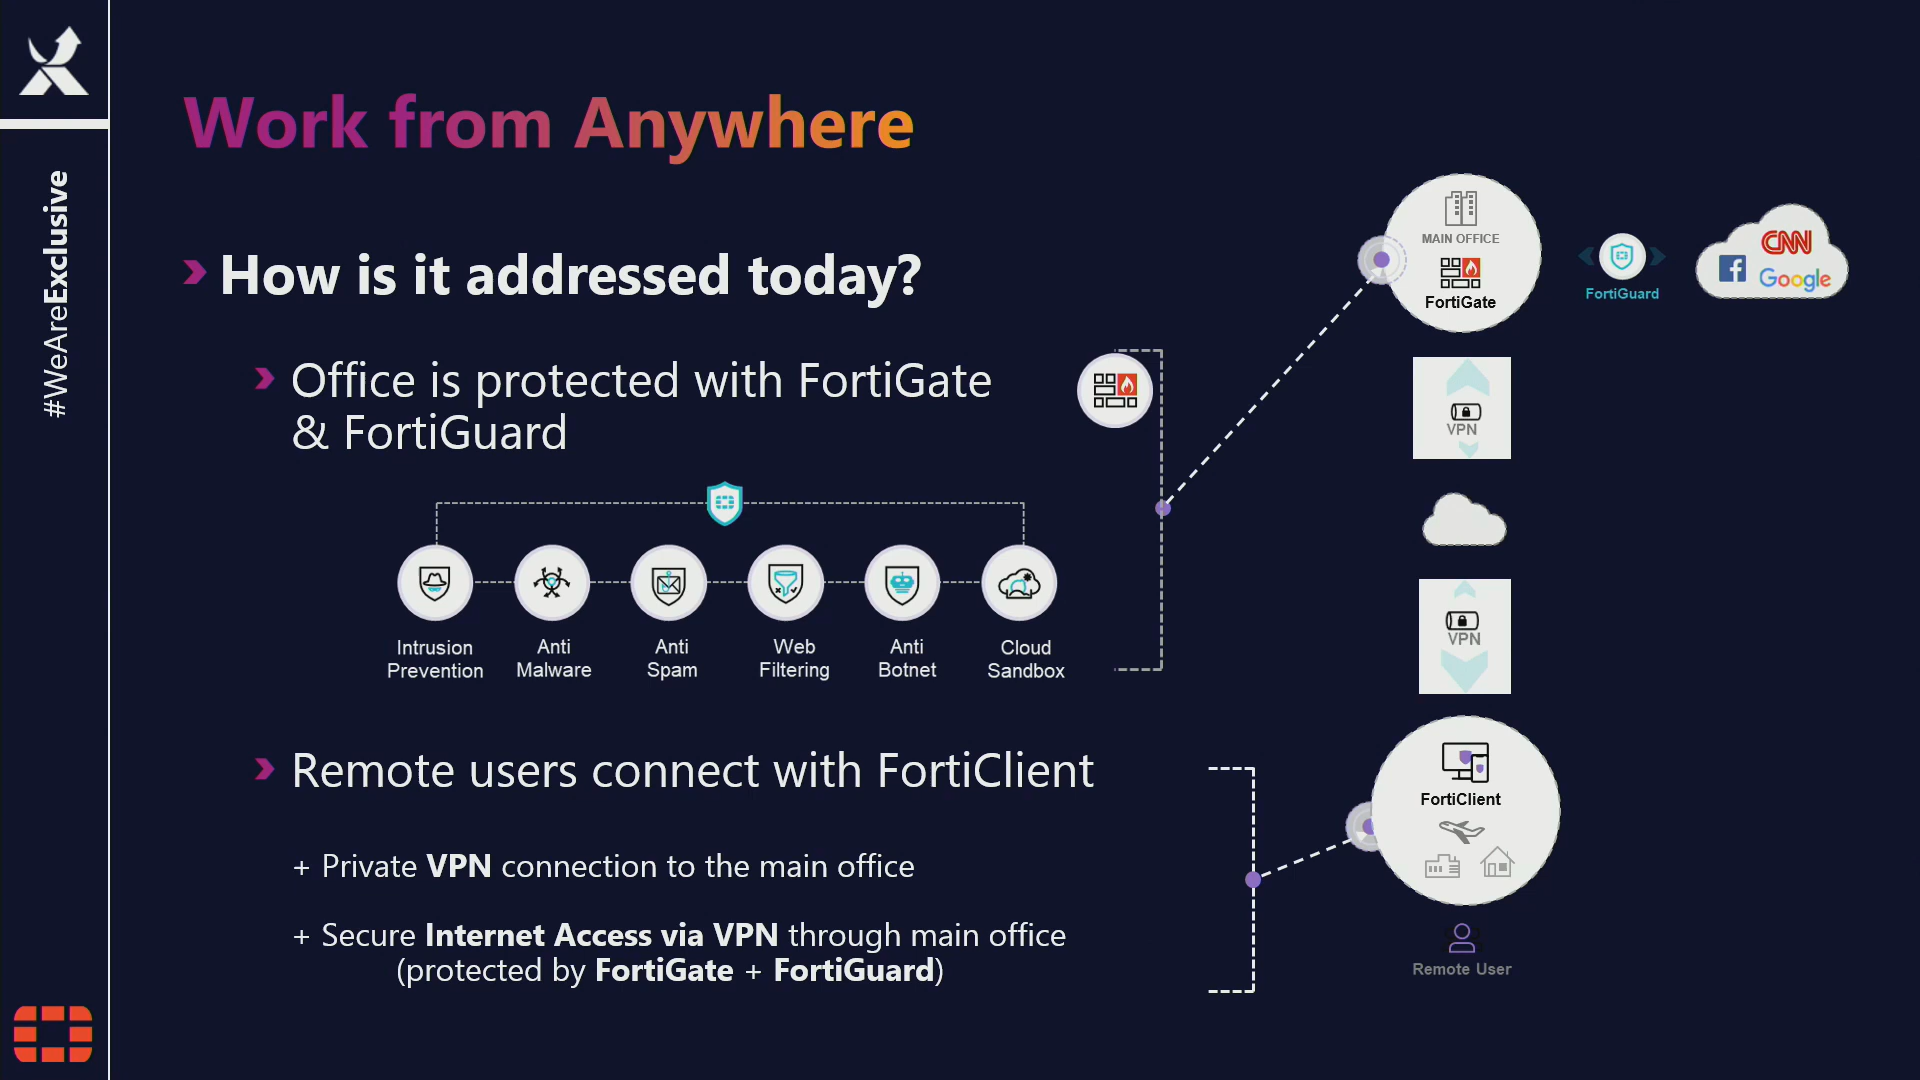 #WeAreExclusive
Work from Anywhere
How is it addressed today?
Office is protected with FortiGate
& FortiGuard
Intrusion
Prevention
Anti
Malware
Anti
Spam
Web
Filtering
Anti
Botnet
Cloud
Sandbox
Remote users connect with FortiClient
+ Private VPN connection to the main office
+ Secure Internet Access via VPN through main office
(protected by FortiGate + FortiGuard)
MAIN OFFICE
FortiGate
FortiGuard
CNN
Google
VPN
VPN
FortiClient
Remote User